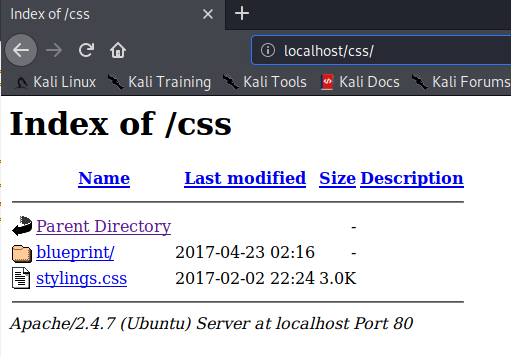 Index of /css
localhost/css/
Kali Linux Kali Training Kali Tools Kali Docs Kali Forums
Index of /css
Name Last modified Size Description
Parent Directory -
blueprint/ 2017-04-23 02:16 -
stylings.css 2017-02-02 22:24 3.0K
Apache/2.4.7 (Ubuntu) Server at localhost Port 80